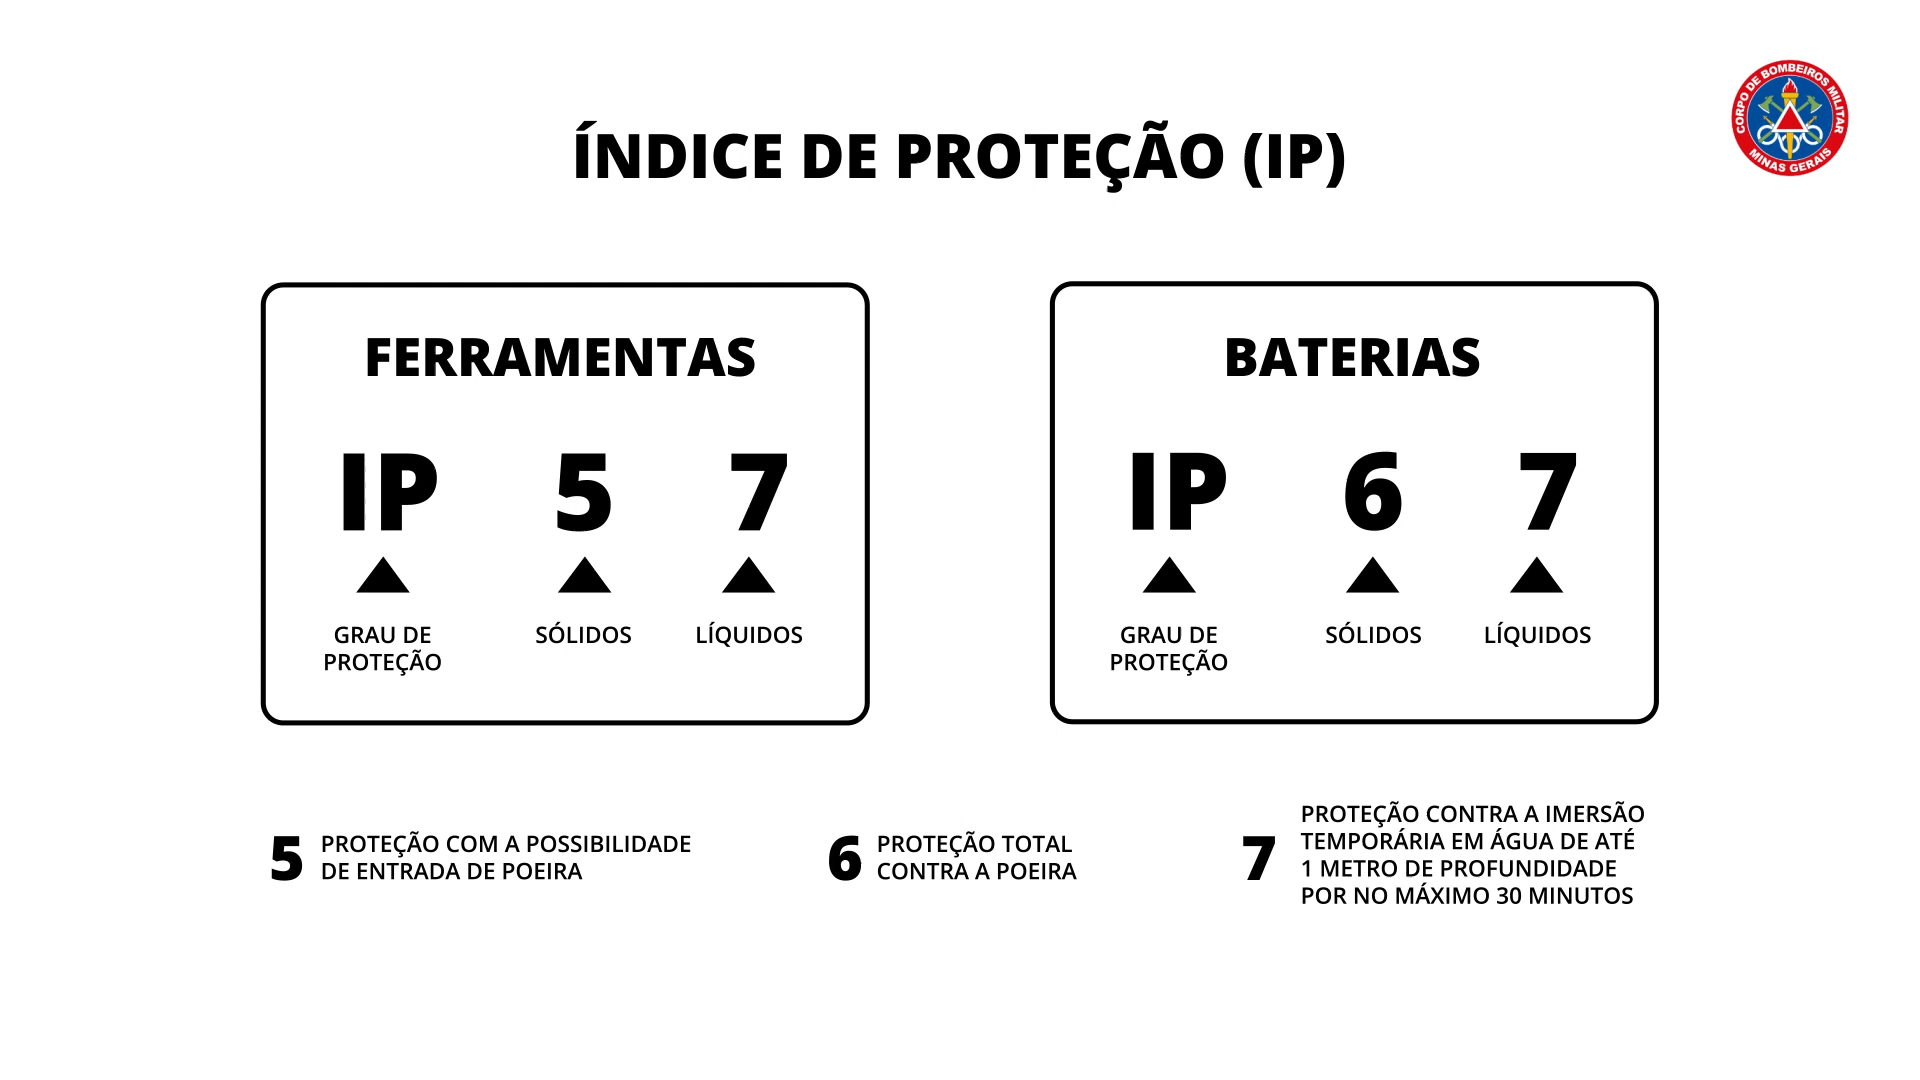 CORPO DE BOMBEIROS MILITAR
MINAS GERAIS
ÍNDICE DE PROTEÇÃO (IP)
FERRAMENTAS
IP 5 7
GRAU DE
PROTEÇÃO
SÓLIDOS
LÍQUIDOS
BATERIAS
IP 6 7
GRAU DE
PROTEÇÃO
SÓLIDOS
LÍQUIDOS
5
PROTEÇÃO COM A POSSIBILIDADE
DE ENTRADA DE POEIRA
6
PROTEÇÃO TOTAL
CONTRA A POEIRA
7
PROTEÇÃO CONTRA A IMERSÃO
TEMPORÁRIA EM ÁGUA DE ATÉ
1 METRO DE PROFUNDIDADE
POR NO MÁXIMO 30 MINUTOS